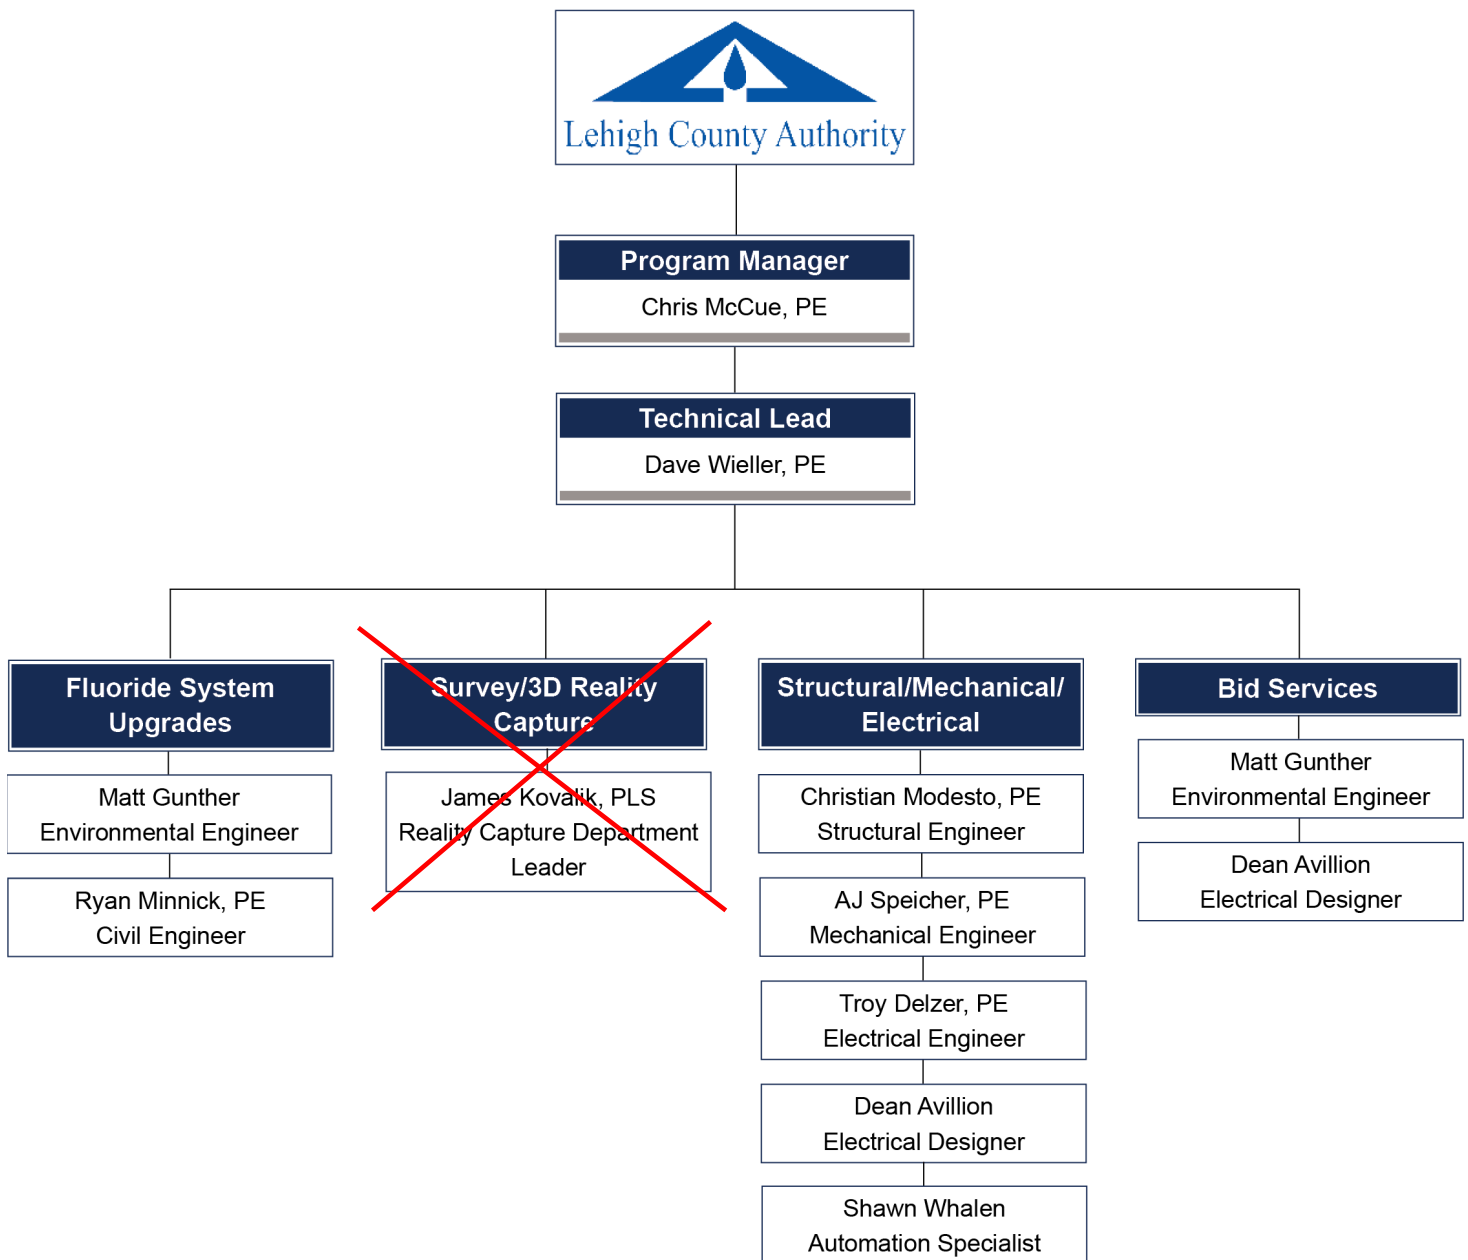 Lehigh County Authority
Program Manager
Chris McCue, PE
Technical Lead
Dave Wieller, PE
Fluoride System
Upgrades
Matt Gunther
Environmental Engineer
Ryan Minnick, PE
Civil Engineer
Survey/3D Reality
Capture
James Kovalik, PLS
Reality Capture Department
Leader
Structural/Mechanical/
Electrical
Christian Modesto, PE
Structural Engineer
AJ Speicher, PE
Mechanical Engineer
Troy Delzer, PE
Electrical Engineer
Dean Avillion
Electrical Designer
Shawn Whalen
Automation Specialist
Bid Services
Matt Gunther
Environmental Engineer
Dean Avillion
Electrical Designer